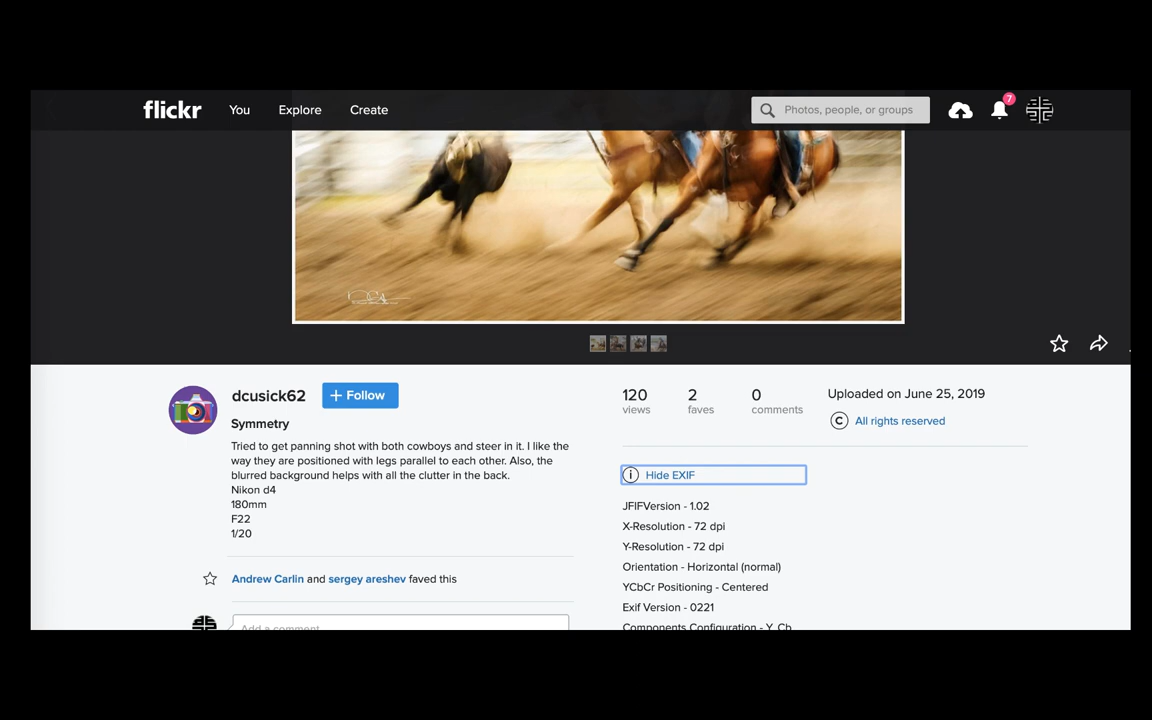 flickr You Explore Create Photos, people, or groups 7
dcusick62 + Follow
Symmetry
Tried to get panning shot with both cowboys and steer in it. I like the
way they are positioned with legs parallel to each other. Also, the
blurred background helps with all the clutter in the back.
Nikon d4
180mm
F22
1/20
Andrew Carlin and sergey areshev faved this
Add a comment
120 2 0
views faves comments
Uploaded on June 25, 2019
© All rights reserved
Hide EXIF
JFIFVersion - 1.02
X-Resolution - 72 dpi
Y-Resolution - 72 dpi
Orientation - Horizontal (normal)
YCbCr Positioning - Centered
Exif Version - 0221
Components Configuration - Y, Cb,